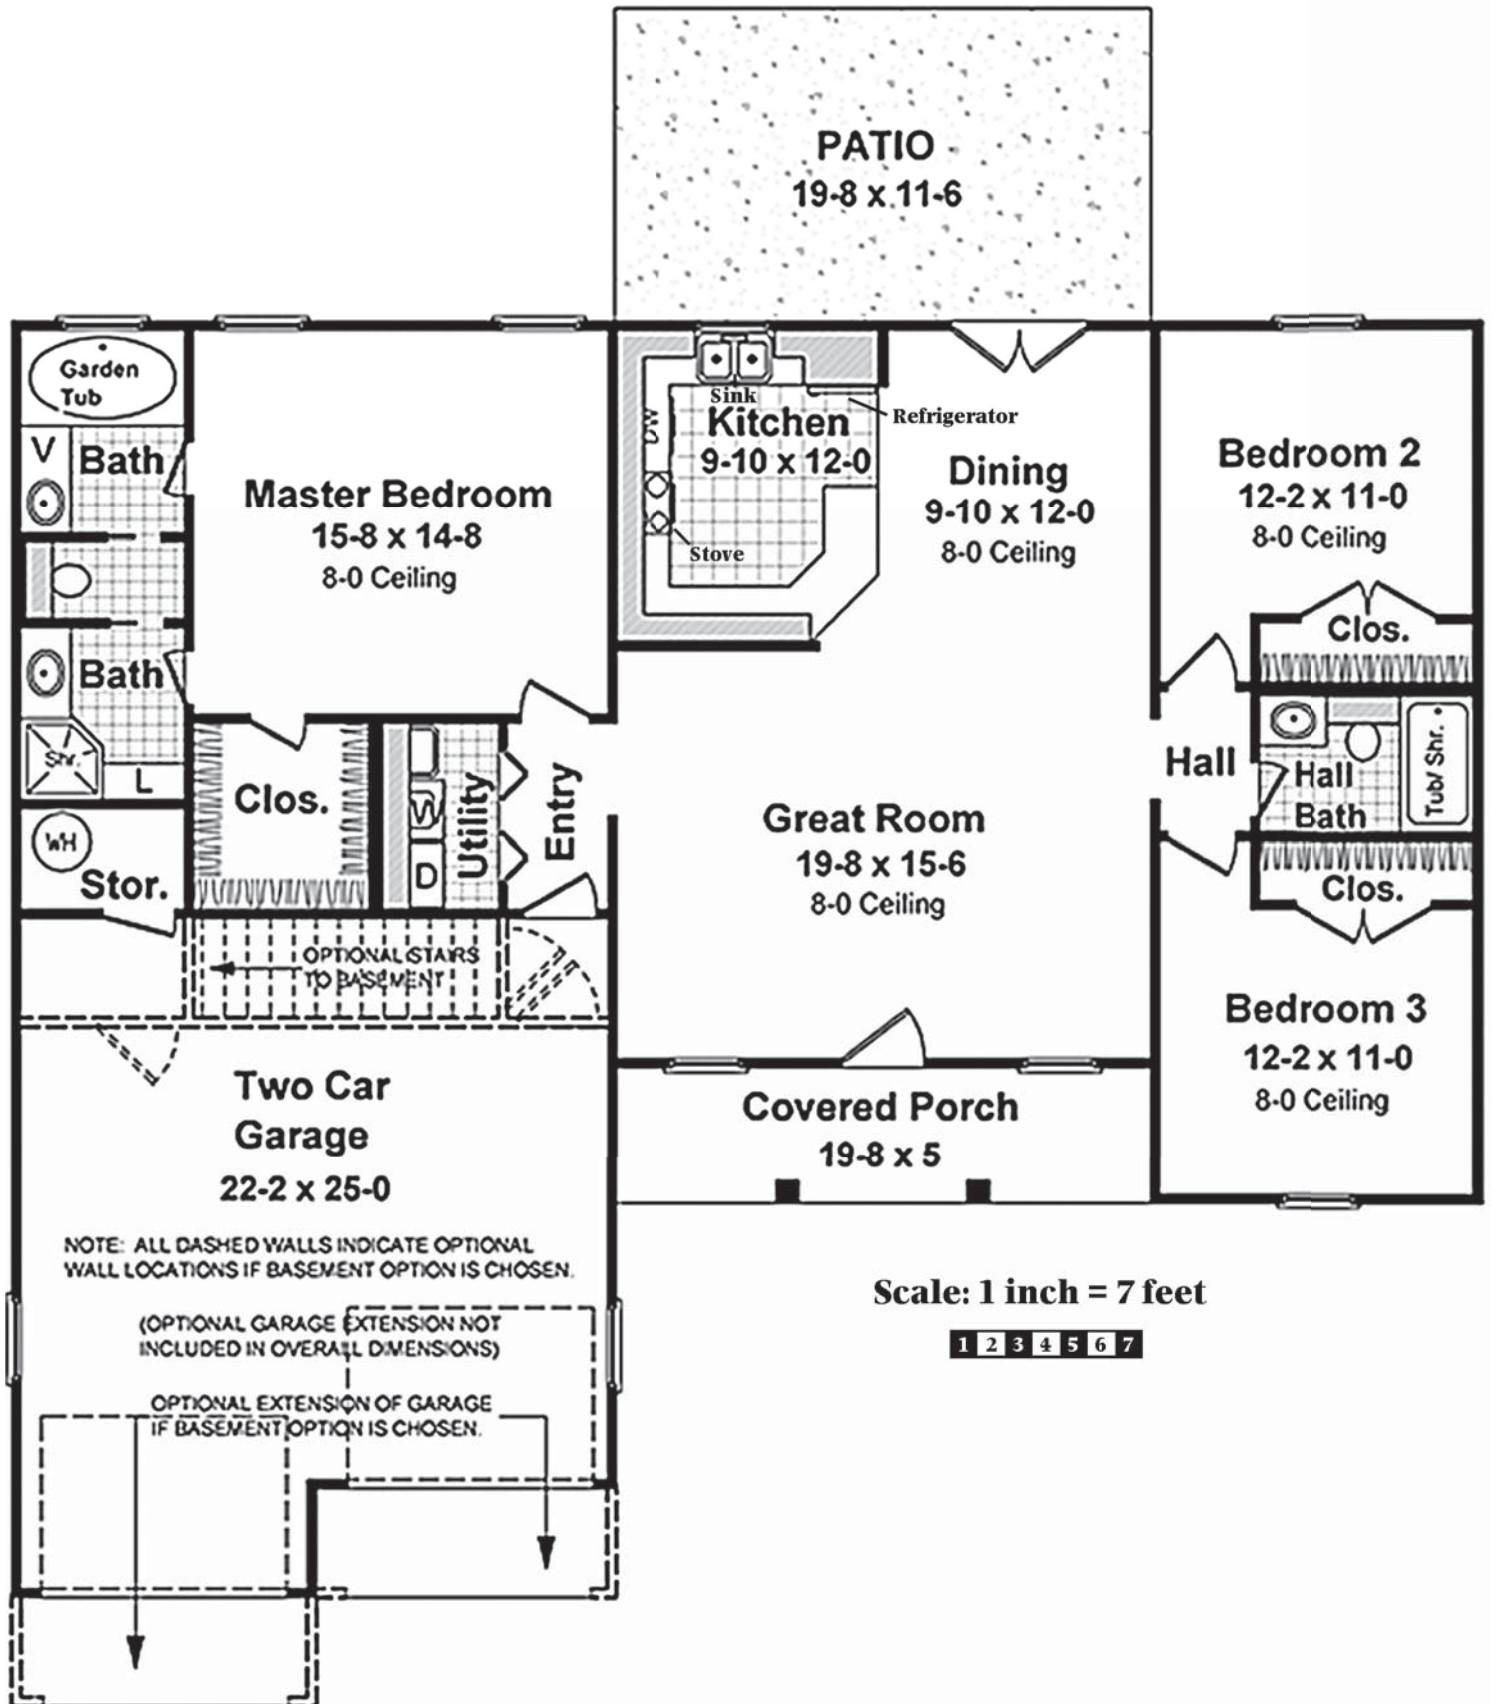 PATIO
19-8 x 11-6
Garden
Tub
V
Bath
Master Bedroom
15-8 x 14-8
8-0 Ceiling
Sink
Kitchen
9-10 x 12-0
DW
Stove
Refrigerator
Dining
9-10 x 12-0
8-0 Ceiling
Bedroom 2
12-2 x 11-0
8-0 Ceiling
Clos.
Bath
Shr.
L
WH
Stor.
Clos.
W
D
Utility
Entry
Great Room
19-8 x 15-6
8-0 Ceiling
Hall
Hall
Bath
Tub/ Shr.
Clos.
Bedroom 3
12-2 x 11-0
8-0 Ceiling
OPTIONAL STAIRS
TO BASEMENT
Two Car
Garage
22-2 x 25-0
Covered Porch
19-8 x 5
NOTE: ALL DASHED WALLS INDICATE OPTIONAL
WALL LOCATIONS IF BASEMENT OPTION IS CHOSEN.
(OPTIONAL GARAGE EXTENSION NOT
INCLUDED IN OVERALL DIMENSIONS)
OPTIONAL EXTENSION OF GARAGE
IF BASEMENT OPTION IS CHOSEN.
Scale: 1 inch = 7 feet
1 2 3 4 5 6 7